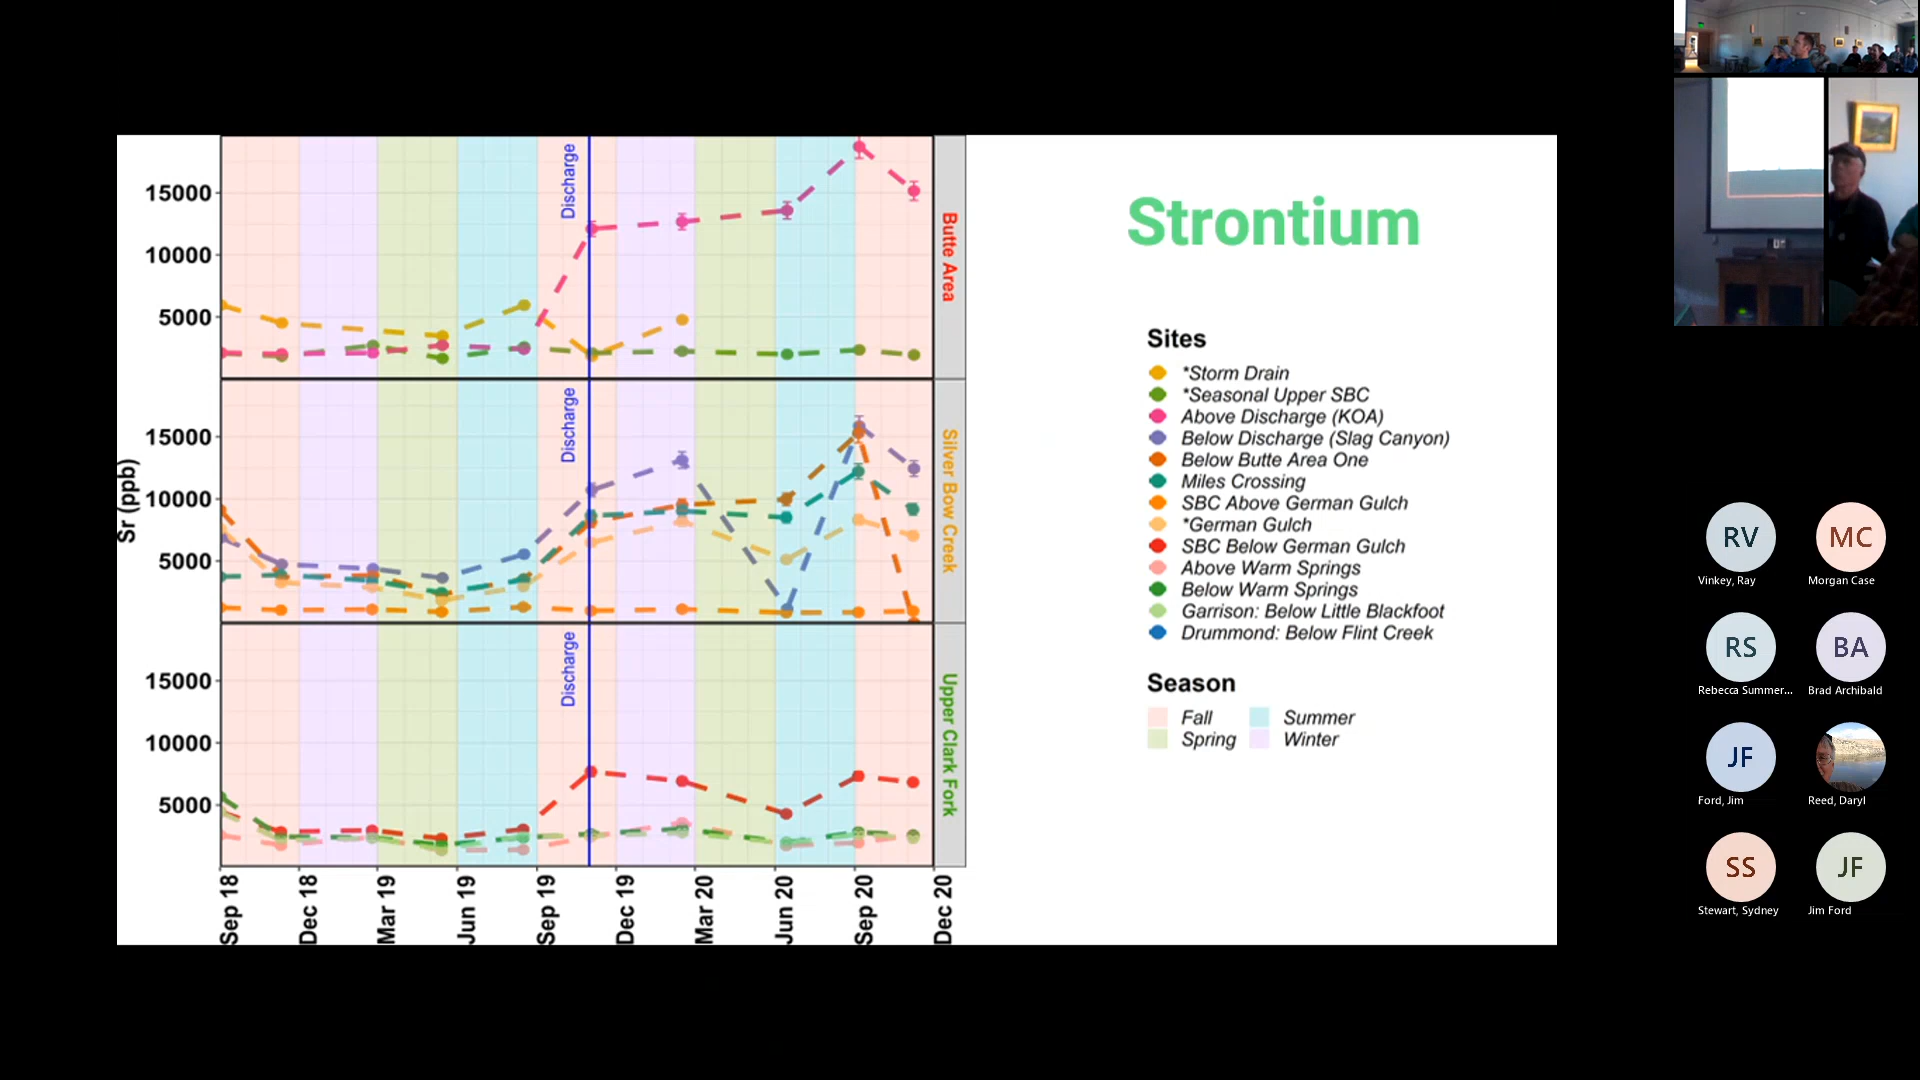 Strontium
Sr (ppb)
15000
10000
5000
Discharge
Butte Area
15000
10000
5000
Discharge
Silver Bow Creek
15000
10000
5000
Discharge
Upper Clark Fork
Sep 18
Dec 18
Mar 19
Jun 19
Sep 19
Dec 19
Mar 20
Jun 20
Sep 20
Dec 20
Sites
*Storm Drain
*Seasonal Upper SBC
Above Discharge (KOA)
Below Discharge (Slag Canyon)
Below Butte Area One
Miles Crossing
SBC Above German Gulch
*German Gulch
SBC Below German Gulch
Above Warm Springs
Below Warm Springs
Garrison: Below Little Blackfoot
Drummond: Below Flint Creek
Season
Fall Summer
Spring Winter
RV MC
Vinkey, Ray Morgan Case
RS BA
Rebecca Summer... Brad Archibald
JF
Ford, Jim Reed, Daryl
SS JF
Stewart, Sydney Jim Ford